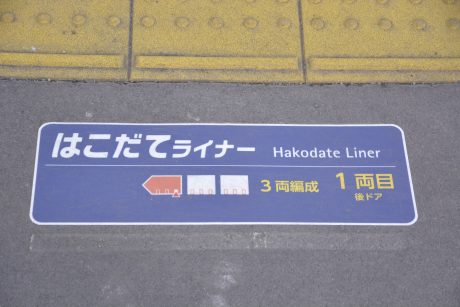 はこだてライナー Hakodate Liner
3両編成 1両目
後ドア